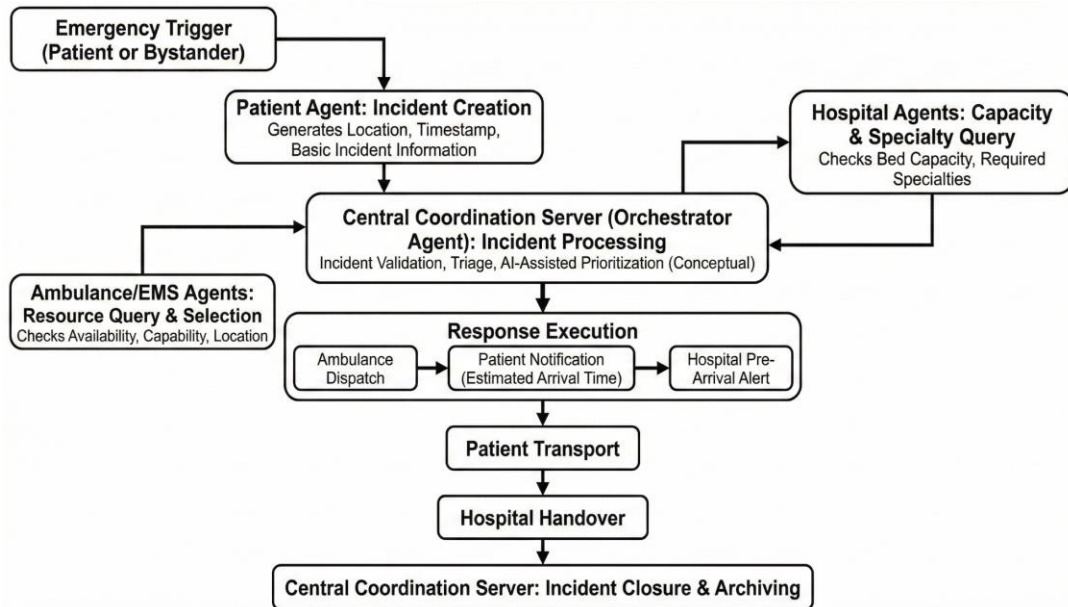 Emergency Trigger
(Patient or Bystander)
Patient Agent: Incident Creation
Generates Location, Timestamp,
Basic Incident Information
Hospital Agents: Capacity
& Specialty Query
Checks Bed Capacity, Required
Specialties
Central Coordination Server (Orchestrator
Agent): Incident Processing
Incident Validation, Triage, AI-Assisted Prioritization (Conceptual)
Ambulance/EMS Agents:
Resource Query & Selection
Checks Availability, Capability, Location
Response Execution
Ambulance
Dispatch
Patient Notification
(Estimated Arrival Time)
Hospital Pre-
Arrival Alert
Patient Transport
Hospital Handover
Central Coordination Server: Incident Closure & Archiving